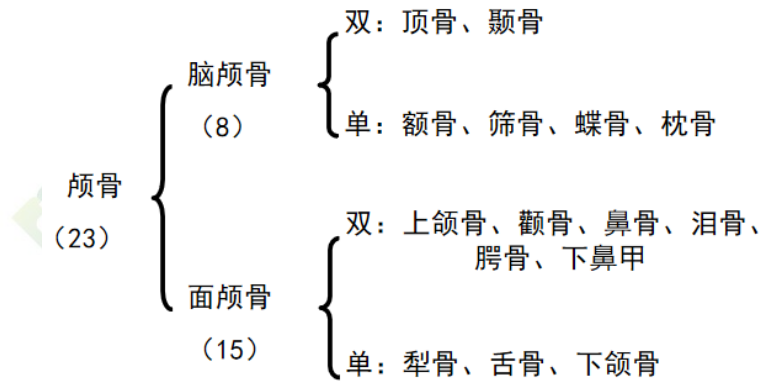 双：顶骨、颞骨
脑颅骨
（8）
单：额骨、筛骨、蝶骨、枕骨
颅骨
（23）
双：上颌骨、颧骨、鼻骨、泪骨、
腭骨、下鼻甲
面颅骨
（15）
单：犁骨、舌骨、下颌骨